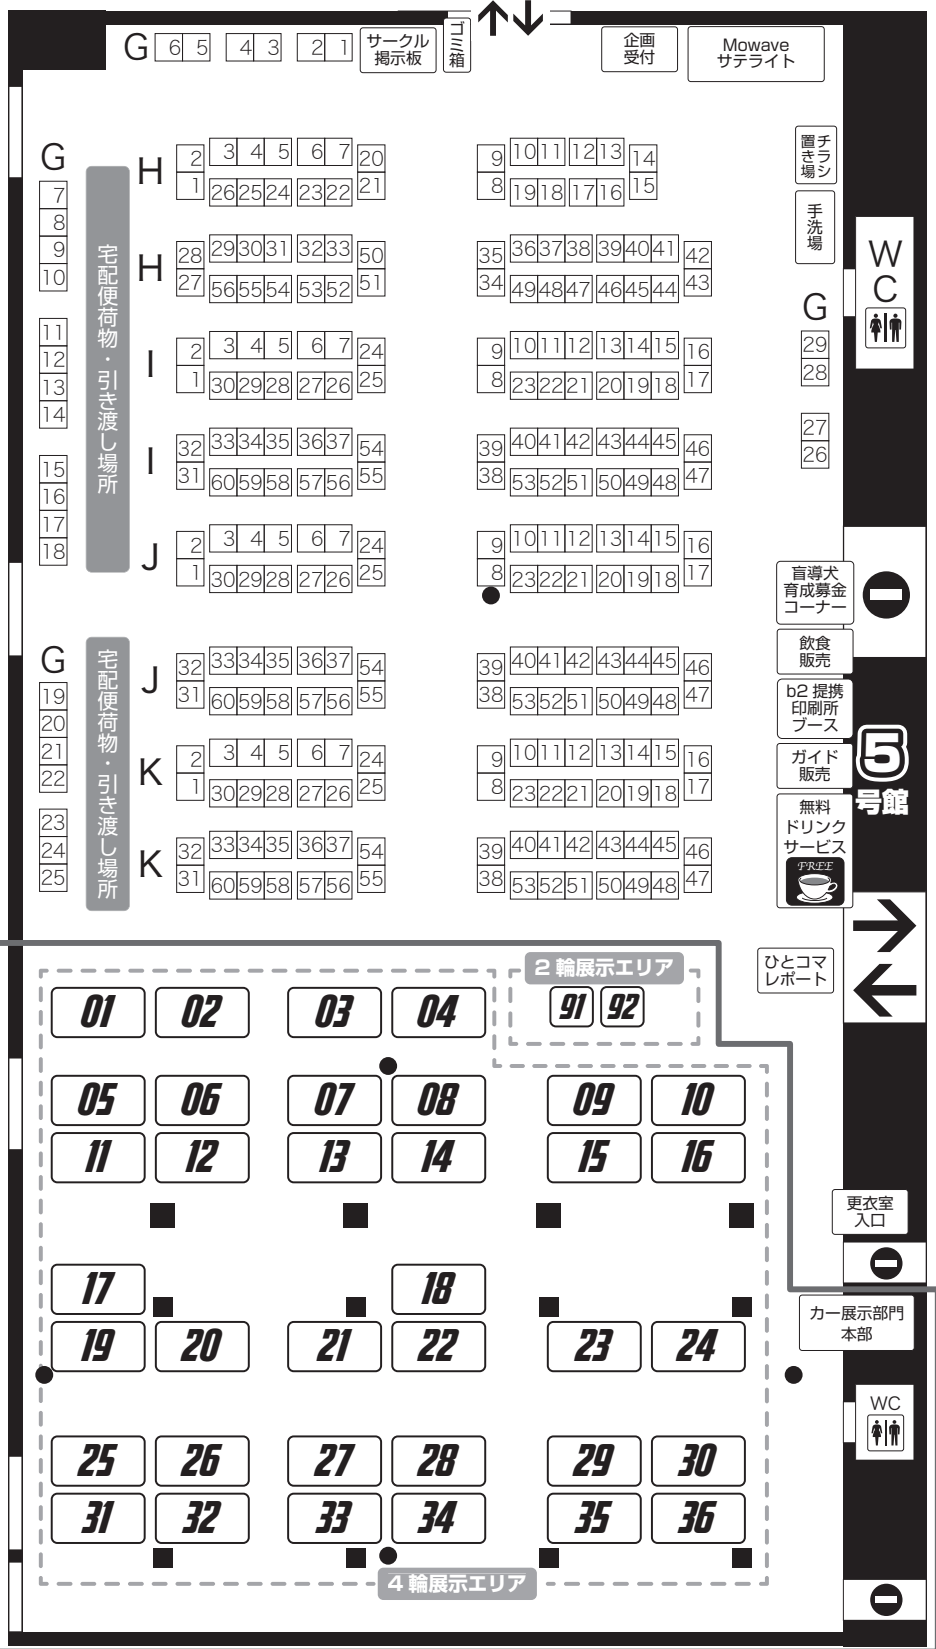 G 6 5 4 3 2 1
サークル
掲示板
ゴミ箱
企画
受付
Mowave
サテライト
チラシ
置き場
手洗場
WC
G
7
8
9
10
11
12
13
14
15
16
17
18
宅配便荷物・引き渡し場所
H
2 3 4 5 6 7 20 9 10 11 12 13 14
1 26 25 24 23 22 21 8 19 18 17 16 15
H
28 29 30 31 32 33 50 35 36 37 38 39 40 41 42
27 56 55 54 53 52 51 34 49 48 47 46 45 44 43
G
29
28
27
26
I
2 3 4 5 6 7 24 9 10 11 12 13 14 15 16
1 30 29 28 27 26 25 8 23 22 21 20 19 18 17
I
32 33 34 35 36 37 54 39 40 41 42 43 44 45 46
31 60 59 58 57 56 55 38 53 52 51 50 49 48 47
J
2 3 4 5 6 7 24 9 10 11 12 13 14 15 16
1 30 29 28 27 26 25 8 23 22 21 20 19 18 17
G
19
20
21
22
23
24
25
宅配便荷物・引き渡し場所
J
32 33 34 35 36 37 54 39 40 41 42 43 44 45 46
31 60 59 58 57 56 55 38 53 52 51 50 49 48 47
K
2 3 4 5 6 7 24 9 10 11 12 13 14 15 16
1 30 29 28 27 26 25 8 23 22 21 20 19 18 17
K
32 33 34 35 36 37 54 39 40 41 42 43 44 45 46
31 60 59 58 57 56 55 38 53 52 51 50 49 48 47
盲導犬
育成募金
コーナー
飲食
販売
b2 提携
印刷所
ブース
ガイド
販売
無料
ドリンク
サービス
FREE
5
号館
ひとコマ
レポート
2 輪展示エリア
91 92
01 02 03 04
05 06 07 08 09 10
11 12 13 14 15 16
17 18
19 20 21 22 23 24
25 26 27 28 29 30
31 32 33 34 35 36
4 輪展示エリア
更衣室
入口
カー展示部門
本部
WC